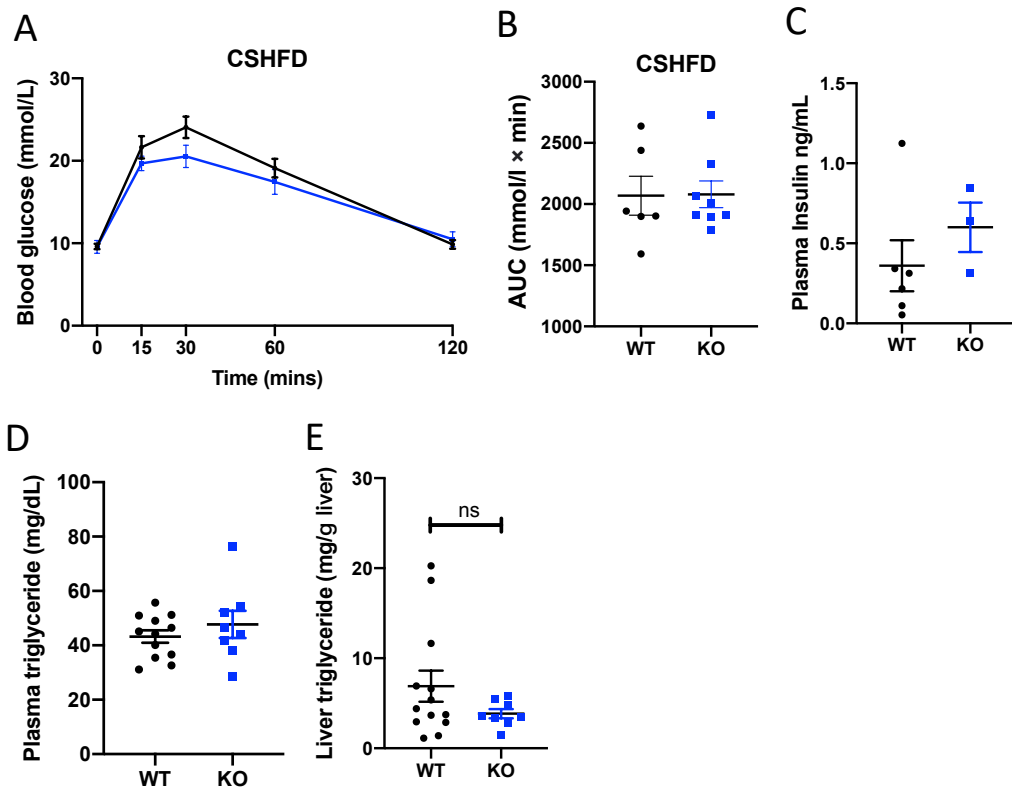 A
CSHFD
Blood glucose (mmol/L)
30
20
10
0
0 15 30 60 120
Time (mins)
B
CSHFD
AUC (mmol/l × min)
3000
2500
2000
1500
1000
WT KO
C
Plasma Insulin ng/mL
1.5
1.0
0.5
0.0
WT KO
D
Plasma triglyceride (mg/dL)
100
80
60
40
20
0
WT KO
E
Liver triglyceride (mg/g liver)
30
20
10
0
ns
WT KO